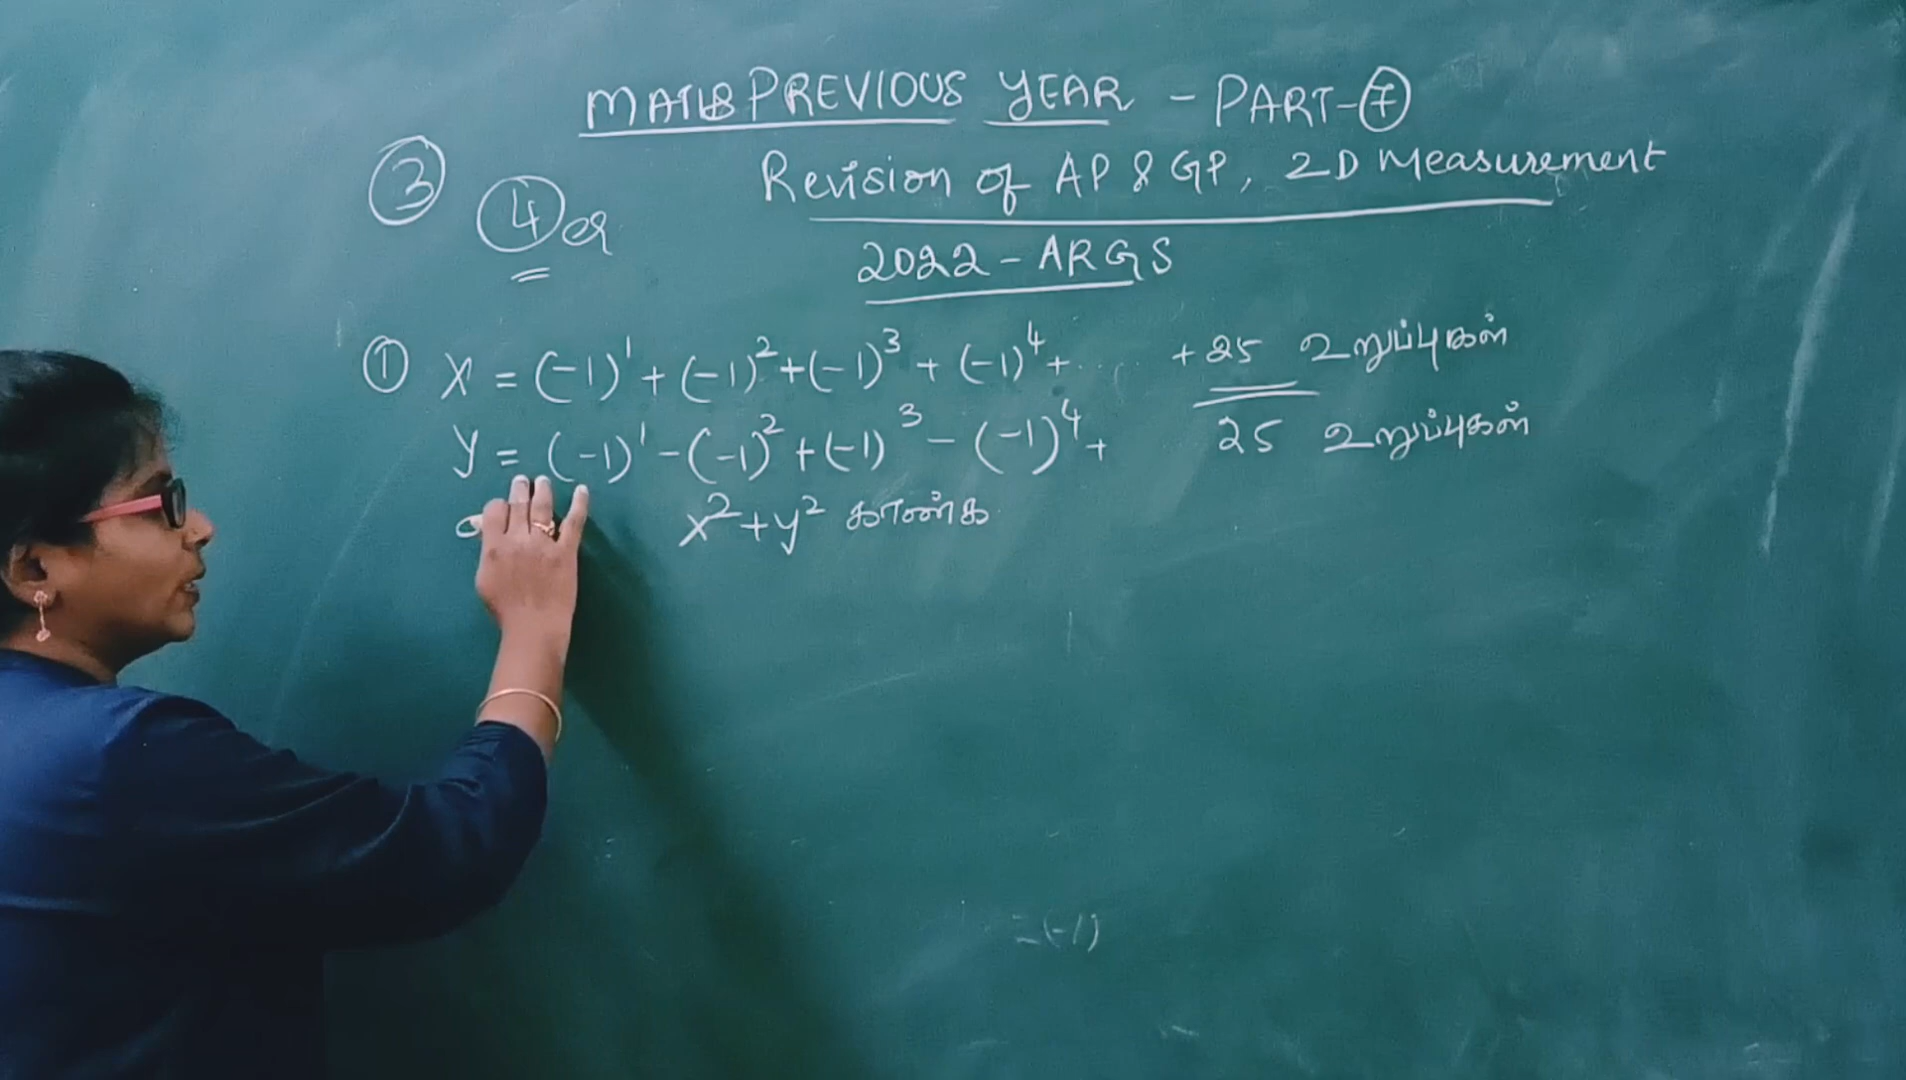 MATHS PREVIOUS YEAR - PART-7
Revision of AP & GP, 2D Measurement
3
4
2022 - ARGS
① X = (-1)¹ + (-1)² + (-1)³ + (-1)⁴ + .... + 25 உறுப்புகள்
Y = (-1)¹ - (-1)² + (-1)³ - (-1)⁴ + 25 உறுப்புகள்
x² + y² காண்க
= (-1)